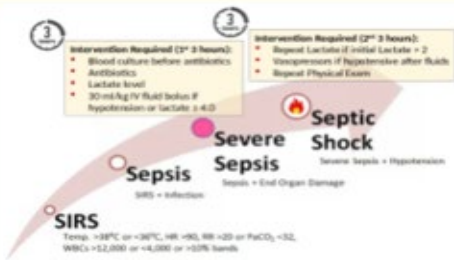 3
Intervention Required (1st 3 hours):
Blood culture before antibiotics
Antibiotics
Lactate level
30 ml/kg IV fluid bolus if
hypotension or lactate ≥ 4.0
3
Intervention Required (2nd 3 hours):
Repeat Lactate if initial Lactate > 2
Vasopressors if hypotensive after fluids
Repeat Physical Exam
Septic
Shock
Severe Sepsis + Hypotension
Severe
Sepsis
Sepsis + End Organ Damage
Sepsis
SIRS + Infection
SIRS
Temp. >38°C or <36°C, HR >90, RR >20 or PaCO2 <32,
WBCs >12,000 or <4,000 or >10% bands